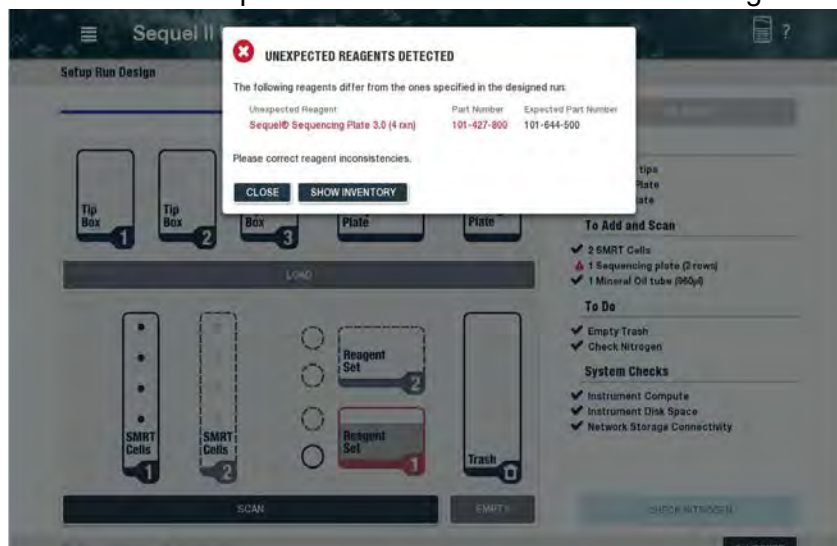 Sequel II
?
UNEXPECTED REAGENTS DETECTED
The following reagents differ from the ones specified in the designed run:
Unexpected Reagent Part Number Expected Part Number
Sequel® Sequencing Plate 3.0 (4 rxn) 101-427-800 101-644-500
Please correct reagent inconsistencies.
CLOSE SHOW INVENTORY
Setup Run Design
tips
Plate
ate
Tip Box 1
Tip Box 2
Box 3
Plate
Plate
LOAD
To Add and Scan
2 SMRT Cells
1 Sequencing plate (2 rows)
1 Mineral Oil tube (960µl)
To Do
Empty Trash
Check Nitrogen
System Checks
Instrument Compute
Instrument Disk Space
Network Storage Connectivity
SMRT Cells 1
SMRT Cells 2
Reagent Set 2
Reagent Set 1
Trash
SCAN
EMPTY
CHECK NITROGEN